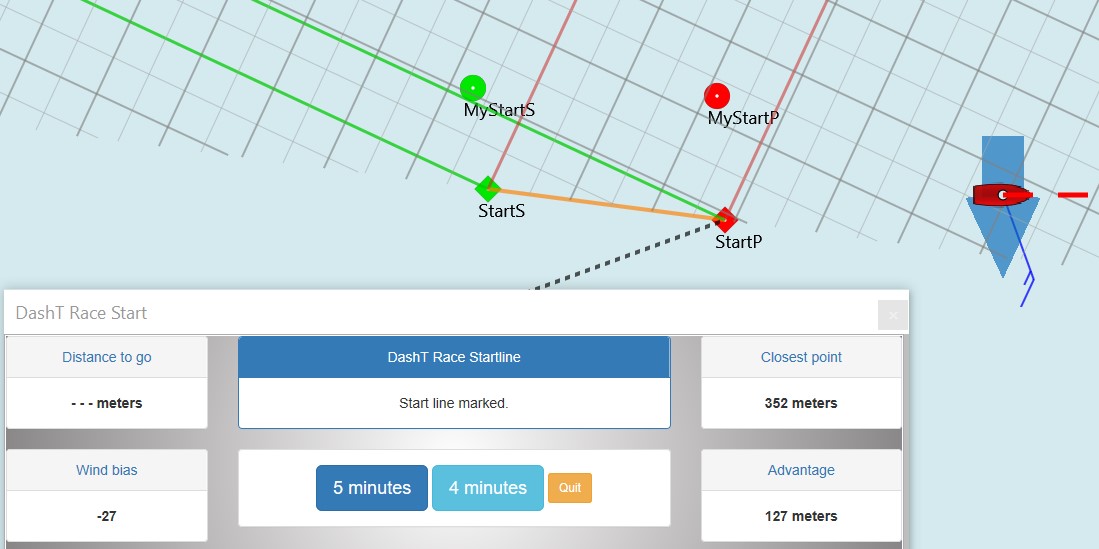 MyStartS
MyStartP
StartS
StartP
DashT Race Start
×
Distance to go
DashT Race Startline
Closest point
- - - meters
Start line marked.
352 meters
Wind bias
5 minutes
4 minutes
Quit
Advantage
-27
127 meters